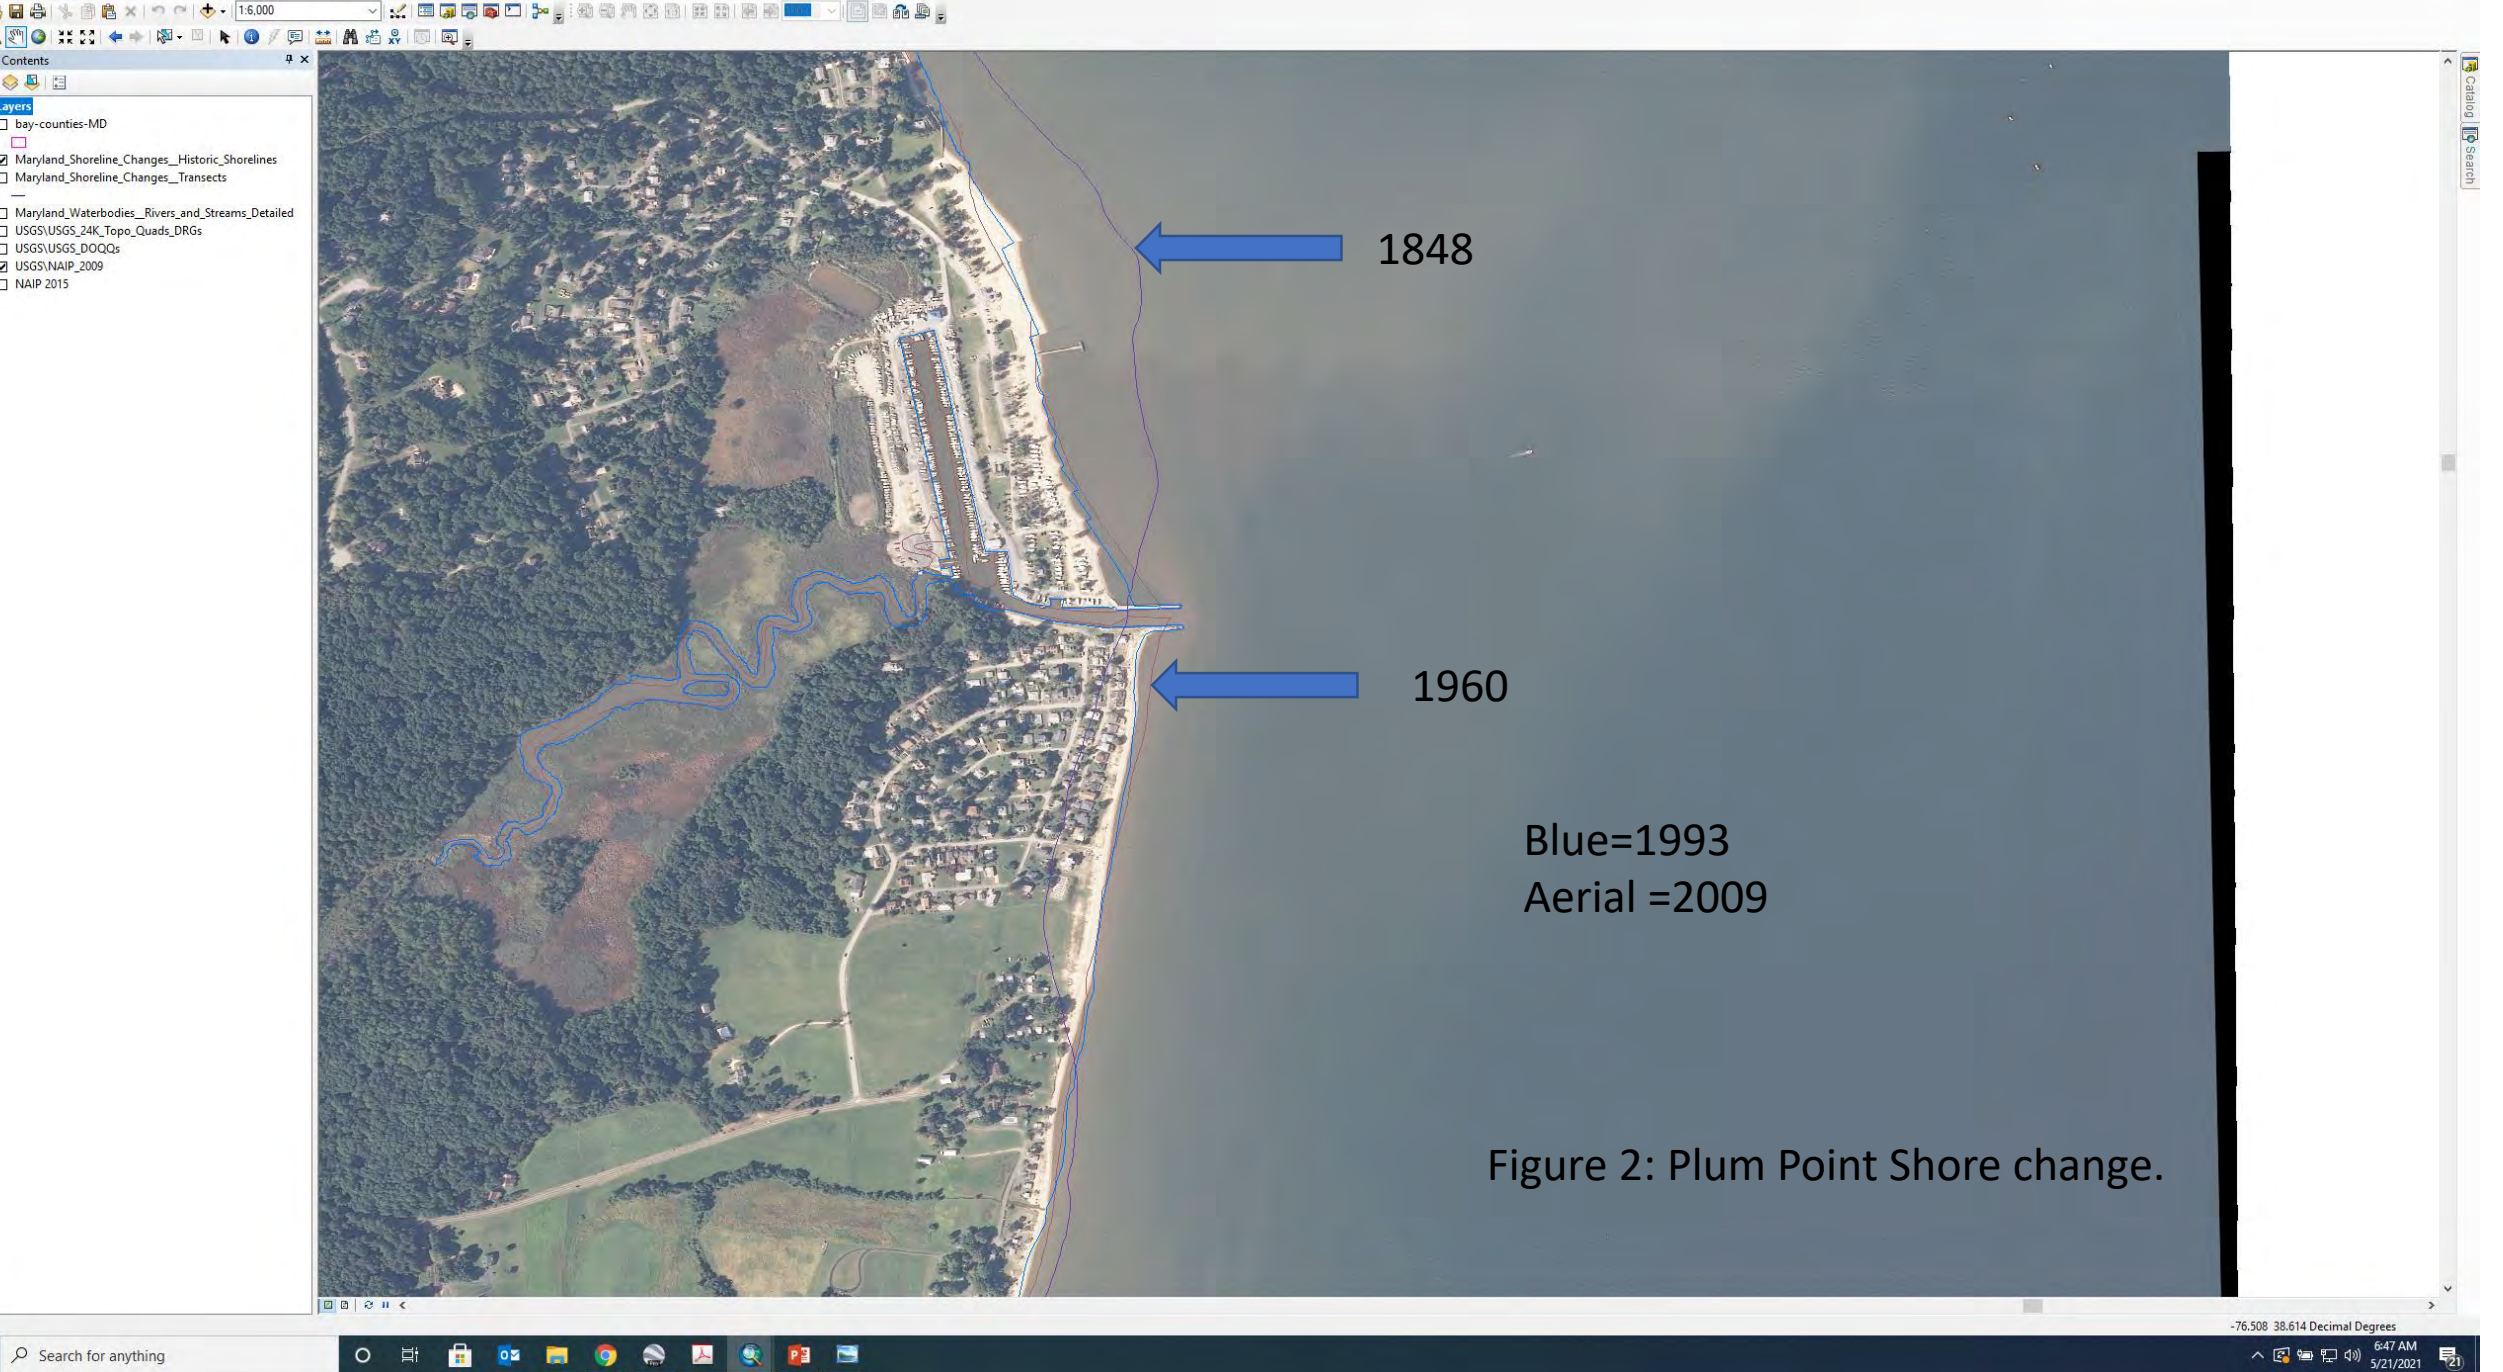 1:6,000
Contents
Layers
bay-counties-MD
Maryland_Shoreline_Changes__Historic_Shorelines
Maryland_Shoreline_Changes__Transects
Maryland_Waterbodies__Rivers_and_Streams_Detailed
USGS\USGS_24K_Topo_Quads_DRGs
USGS\USGS_DOQQs
USGS\NAIP_2009
NAIP 2015
Catalog
Search
1848
1960
Blue=1993
Aerial =2009
Figure 2: Plum Point Shore change.
-76.508 38.614 Decimal Degrees
Search for anything
6:47 AM
5/21/2021
21